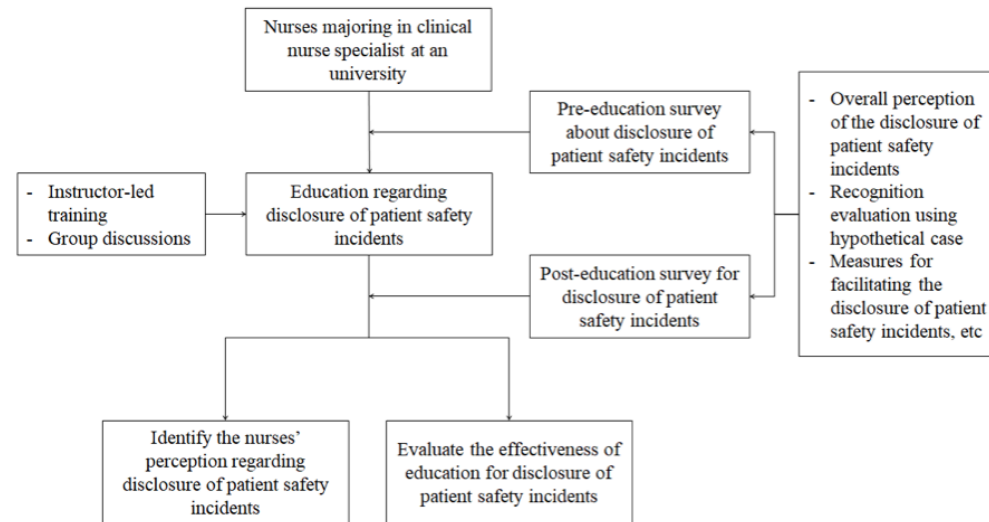 Nurses majoring in clinical
nurse specialist at an
university
Pre-education survey
about disclosure of
patient safety incidents
- Overall perception
of the disclosure of
patient safety
incidents
- Recognition
evaluation using
hypothetical case
- Measures for
facilitating the
disclosure of patient
safety incidents, etc
- Instructor-led
training
- Group discussions
Education regarding
disclosure of patient safety
incidents
Post-education survey for
disclosure of patient
safety incidents
Identify the nurses’
perception regarding
disclosure of patient safety
incidents
Evaluate the effectiveness of
education for disclosure of
patient safety incidents